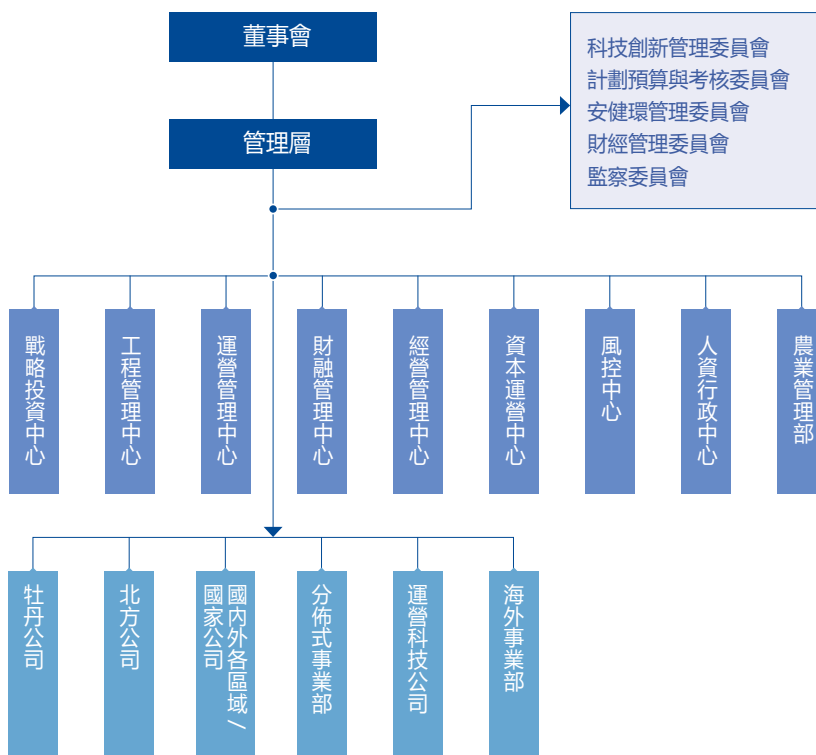 董事會
管理層
科技創新管理委員會
計劃預算與考核委員會
安健環管理委員會
財經管理委員會
監察委員會
戰略投資中心
工程管理中心
運營管理中心
財融管理中心
經營管理中心
資本運營中心
風控中心
人資行政中心
農業管理部
牡丹公司
北方公司
國內外各區域/
國家公司
分佈式事業部
運營科技公司
海外事業部